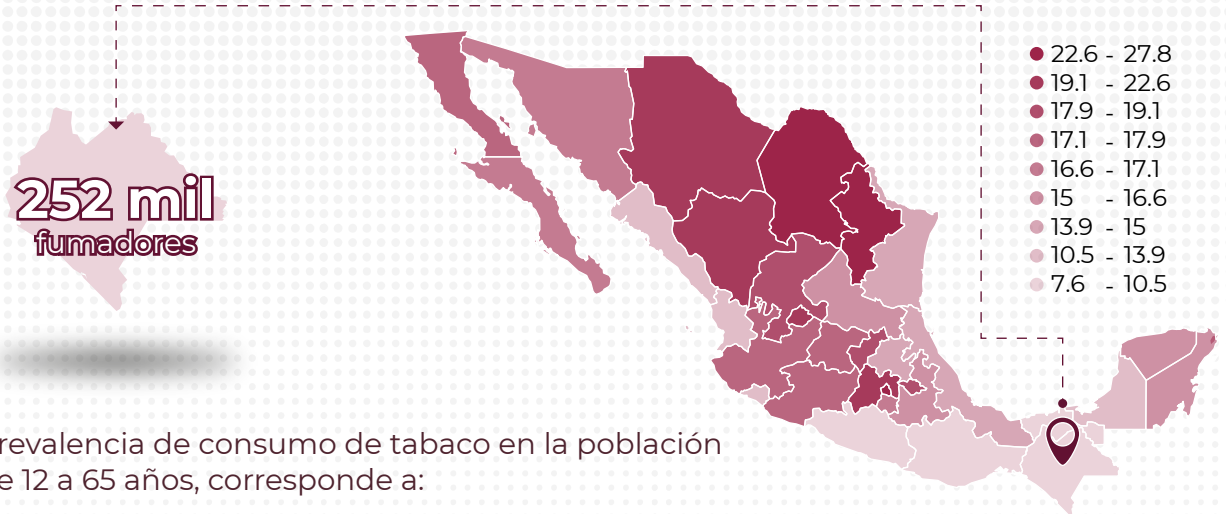 252 mil
fumadores
22.6 - 27.8
19.1 - 22.6
17.9 - 19.1
17.1 - 17.9
16.6 - 17.1
15 - 16.6
13.9 - 15
10.5 - 13.9
7.6 - 10.5
revalencia de consumo de tabaco en la población
e 12 a 65 años, corresponde a: